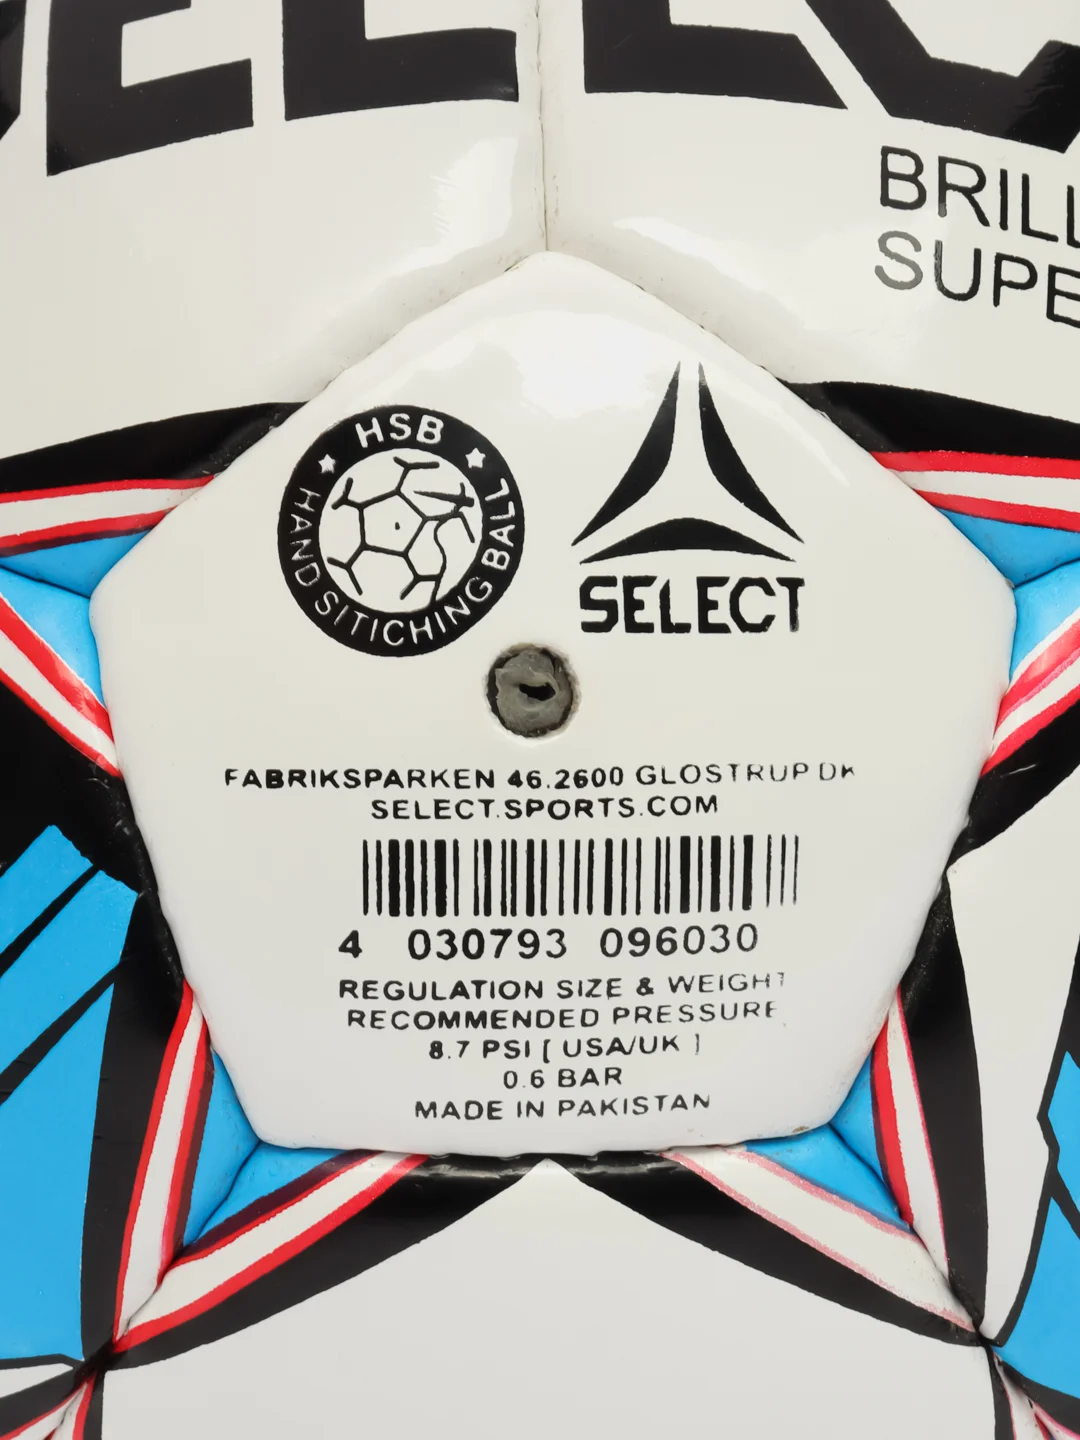 SELEC
BRILL
SUPE
HSB
HAND SITICHING BALL
SELECT
FABRIKSPARKEN 46.2600 GLOSTRUP DK
SELECT.SPORTS.COM
4 030793 096030
REGULATION SIZE & WEIGHT
RECOMMENDED PRESSURE
8.7 PSI [ USA/UK ]
0.6 BAR
MADE IN PAKISTAN